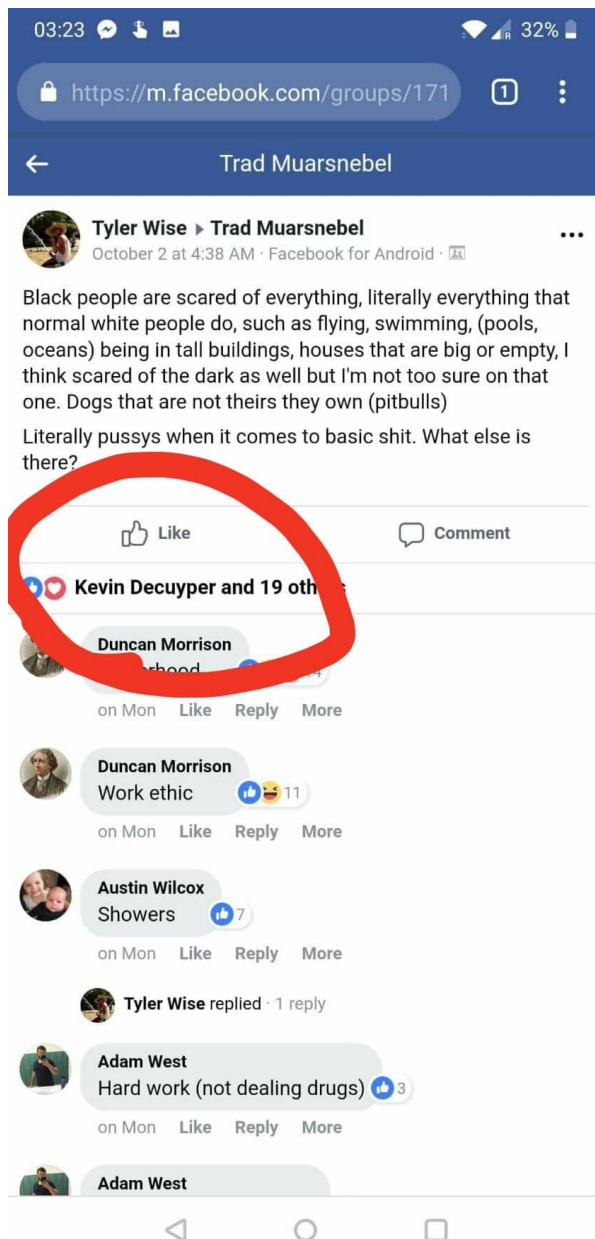 03:23
32%
https://m.facebook.com/groups/171
1
Trad Muarsnebel
Tyler Wise ▸ Trad Muarsnebel
October 2 at 4:38 AM · Facebook for Android ·
Black people are scared of everything, literally everything that
normal white people do, such as flying, swimming, (pools,
oceans) being in tall buildings, houses that are big or empty, I
think scared of the dark as well but I'm not too sure on that
one. Dogs that are not theirs they own (pitbulls)
Literally pussys when it comes to basic shit. What else is
there?
Like
Comment
Kevin Decuyper and 19
Duncan Morrison
on Mon Like Reply More
Duncan Morrison
Work ethic
11
on Mon Like Reply More
Austin Wilcox
Showers
7
on Mon Like Reply More
Tyler Wise replied · 1 reply
Adam West
Hard work (not dealing drugs)
3
on Mon Like Reply More
Adam West